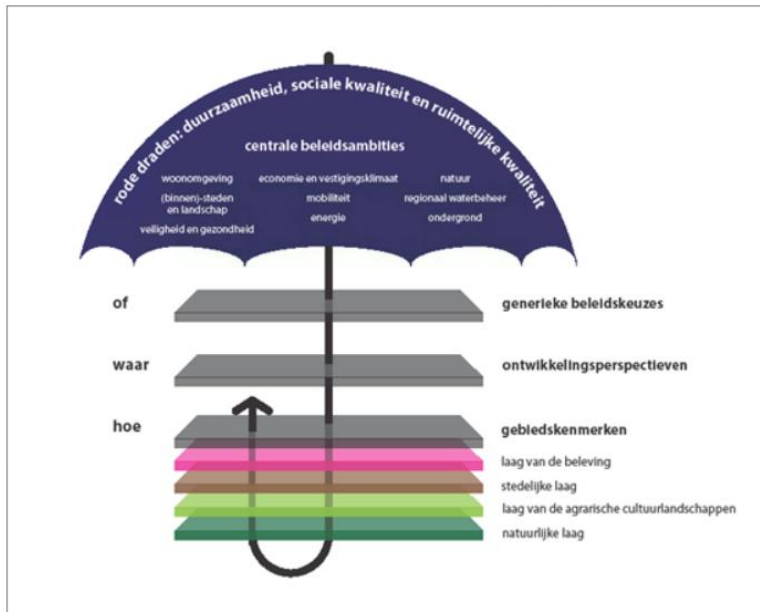 rode draden: duurzaamheid, sociale kwaliteit en ruimtelijke kwaliteit
centrale beleidsambities
woonomgeving
(binnen)-steden
en landschap
veiligheid en gezondheid
economie en vestigingsklimaat
mobiliteit
energie
natuur
regionaal waterbeheer
ondergrond
of
generieke beleidskeuzes
waar
ontwikkelingsperspectieven
hoe
gebiedskenmerken
laag van de beleving
stedelijke laag
laag van de agrarische cultuurlandschappen
natuurlijke laag